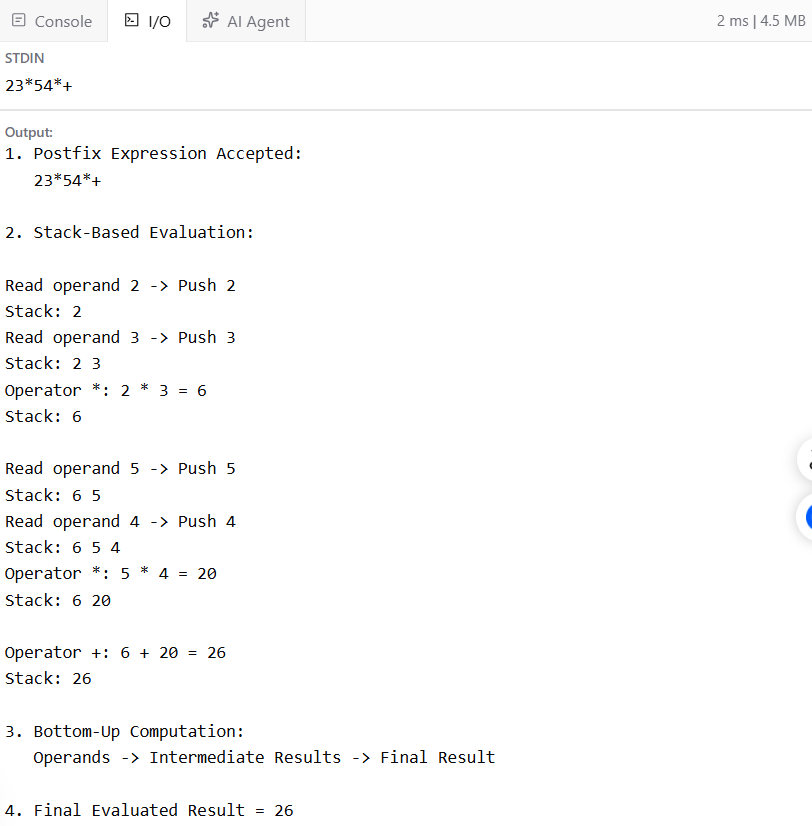 Console I/O AI Agent 2 ms | 4.5 MB
STDIN
23*54*+
Output:
1. Postfix Expression Accepted:
   23*54*+
2. Stack-Based Evaluation:
Read operand 2 -> Push 2
Stack: 2
Read operand 3 -> Push 3
Stack: 2 3
Operator *: 2 * 3 = 6
Stack: 6
Read operand 5 -> Push 5
Stack: 6 5
Read operand 4 -> Push 4
Stack: 6 5 4
Operator *: 5 * 4 = 20
Stack: 6 20
Operator +: 6 + 20 = 26
Stack: 26
3. Bottom-Up Computation:
   Operands -> Intermediate Results -> Final Result
4. Final Evaluated Result = 26